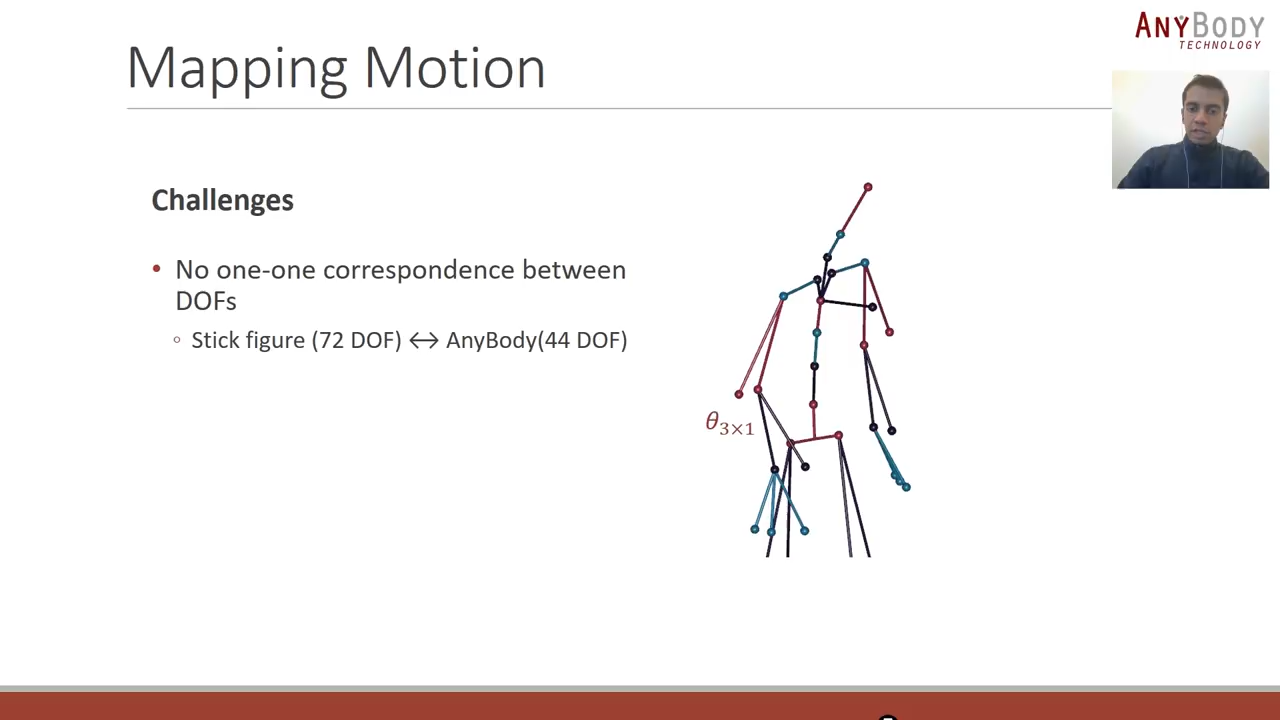 ANYBODY
TECHNOLOGY
Mapping Motion
Challenges
• No one-one correspondence between
DOFs
◦ Stick figure (72 DOF) ↔ AnyBody(44 DOF)
θ3×1